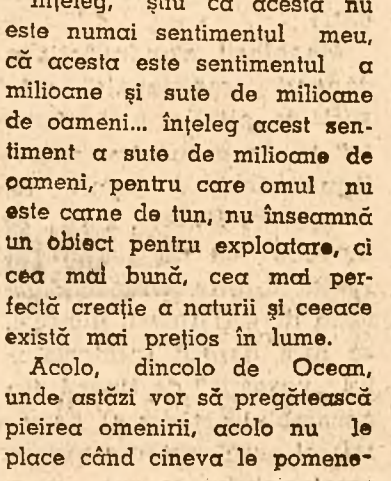 înțeleg, știu că acesta nu
este numai sentimentul meu,
că acesta este sentimentul a
milioane și sute de milioane
de oameni... înțeleg acest sen-
timent a sute de milioane de
oameni, pentru care omul nu
este carne de tun, nu înseamnă
un obiect pentru exploatare, ci
cea mai bună, cea mai per-
fectă creație a naturii și ceeace
există mai prețios în lume.
Acolo, dincolo de Ocean,
unde astăzi vor să pregătească
pieirea omenirii, acolo nu le
place când cineva le pomene-